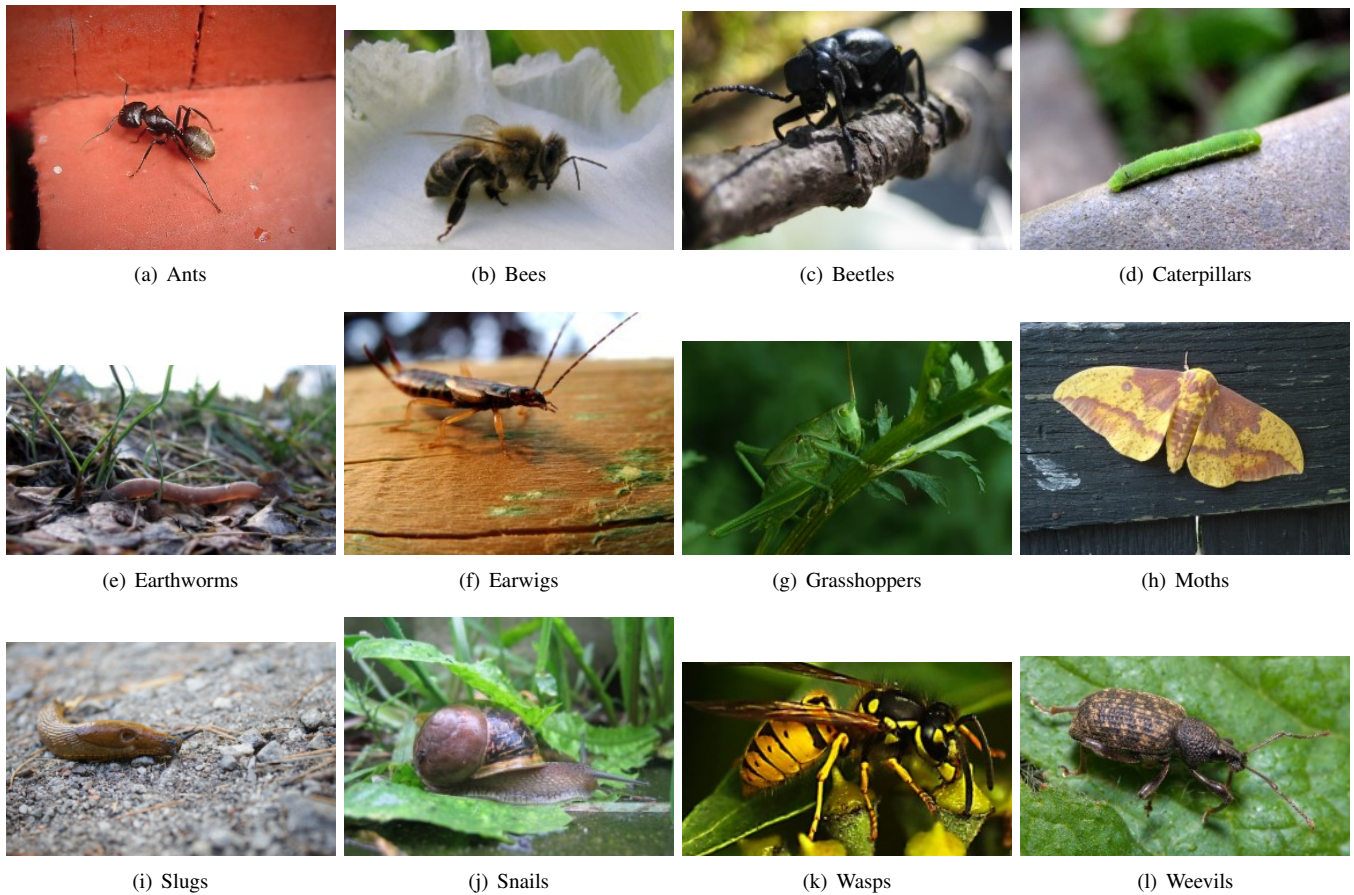 (a) Ants
(b) Bees
(c) Beetles
(d) Caterpillars
(e) Earthworms
(f) Earwigs
(g) Grasshoppers
(h) Moths
(i) Slugs
(j) Snails
(k) Wasps
(l) Weevils